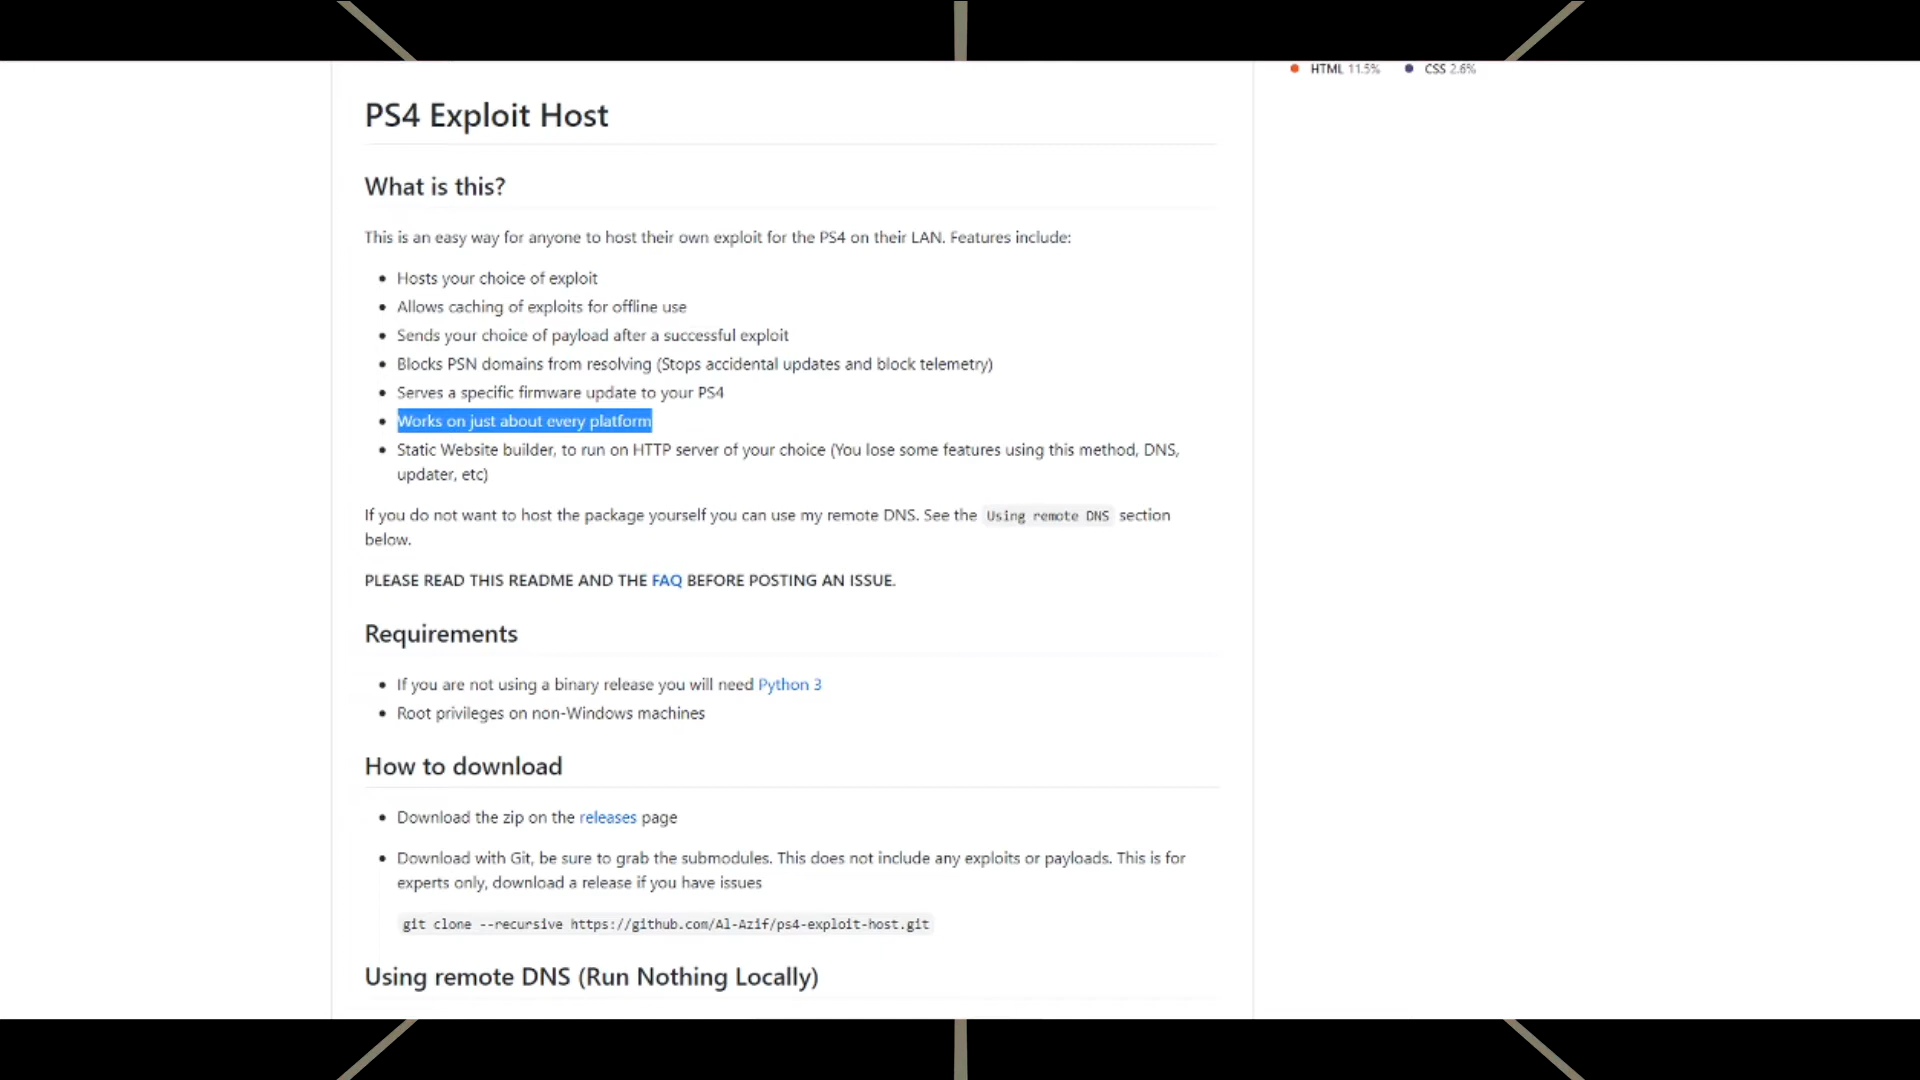 HTML 11.5% CSS 2.6%
PS4 Exploit Host
What is this?
This is an easy way for anyone to host their own exploit for the PS4 on their LAN. Features include:
Hosts your choice of exploit
Allows caching of exploits for offline use
Sends your choice of payload after a successful exploit
Blocks PSN domains from resolving (Stops accidental updates and block telemetry)
Serves a specific firmware update to your PS4
Works on just about every platform
Static Website builder, to run on HTTP server of your choice (You lose some features using this method, DNS,
updater, etc)
If you do not want to host the package yourself you can use my remote DNS. See the Using remote DNS section
below.
PLEASE READ THIS README AND THE FAQ BEFORE POSTING AN ISSUE.
Requirements
If you are not using a binary release you will need Python 3
Root privileges on non-Windows machines
How to download
Download the zip on the releases page
Download with Git, be sure to grab the submodules. This does not include any exploits or payloads. This is for
experts only, download a release if you have issues
git clone --recursive https://github.com/Al-Azif/ps4-exploit-host.git
Using remote DNS (Run Nothing Locally)